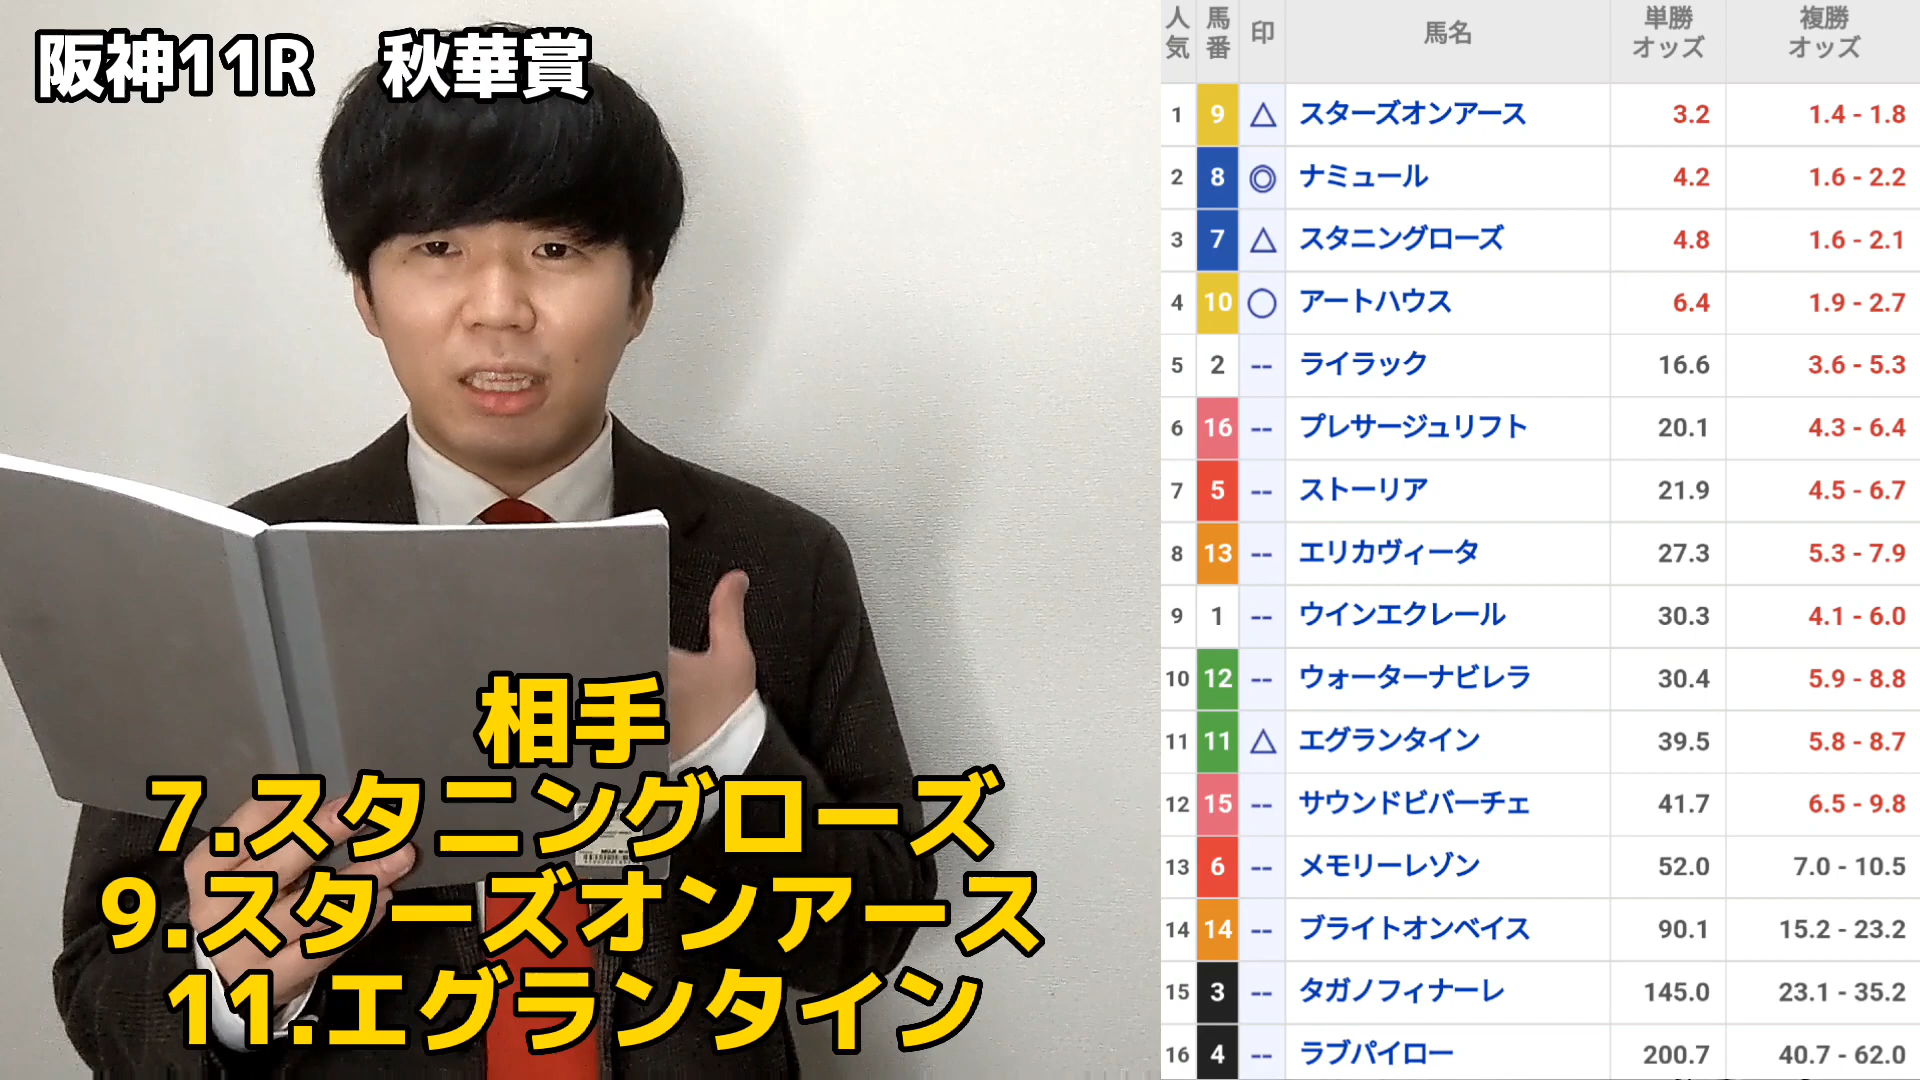 阪神11R 秋華賞
相手
7.スタニングローズ
9.スターズオンアース
11.エグランタイン
人気 馬番 印 馬名 単勝オッズ 複勝オッズ
1 9 △ スターズオンアース 3.2 1.4 - 1.8
2 8 ◎ ナミュール 4.2 1.6 - 2.2
3 7 △ スタニングローズ 4.8 1.6 - 2.1
4 10 ○ アートハウス 6.4 1.9 - 2.7
5 2 -- ライラック 16.6 3.6 - 5.3
6 16 -- プレサージュリフト 20.1 4.3 - 6.4
7 5 -- ストーリア 21.9 4.5 - 6.7
8 13 -- エリカヴィータ 27.3 5.3 - 7.9
9 1 -- ウインエクレール 30.3 4.1 - 6.0
10 12 -- ウォーターナビレラ 30.4 5.9 - 8.8
11 11 △ エグランタイン 39.5 5.8 - 8.7
12 15 -- サウンドビバーチェ 41.7 6.5 - 9.8
13 6 -- メモリーレゾン 52.0 7.0 - 10.5
14 14 -- ブライトオンベイス 90.1 15.2 - 23.2
15 3 -- タガノフィナーレ 145.0 23.1 - 35.2
16 4 -- ラブパイロー 200.7 40.7 - 62.0